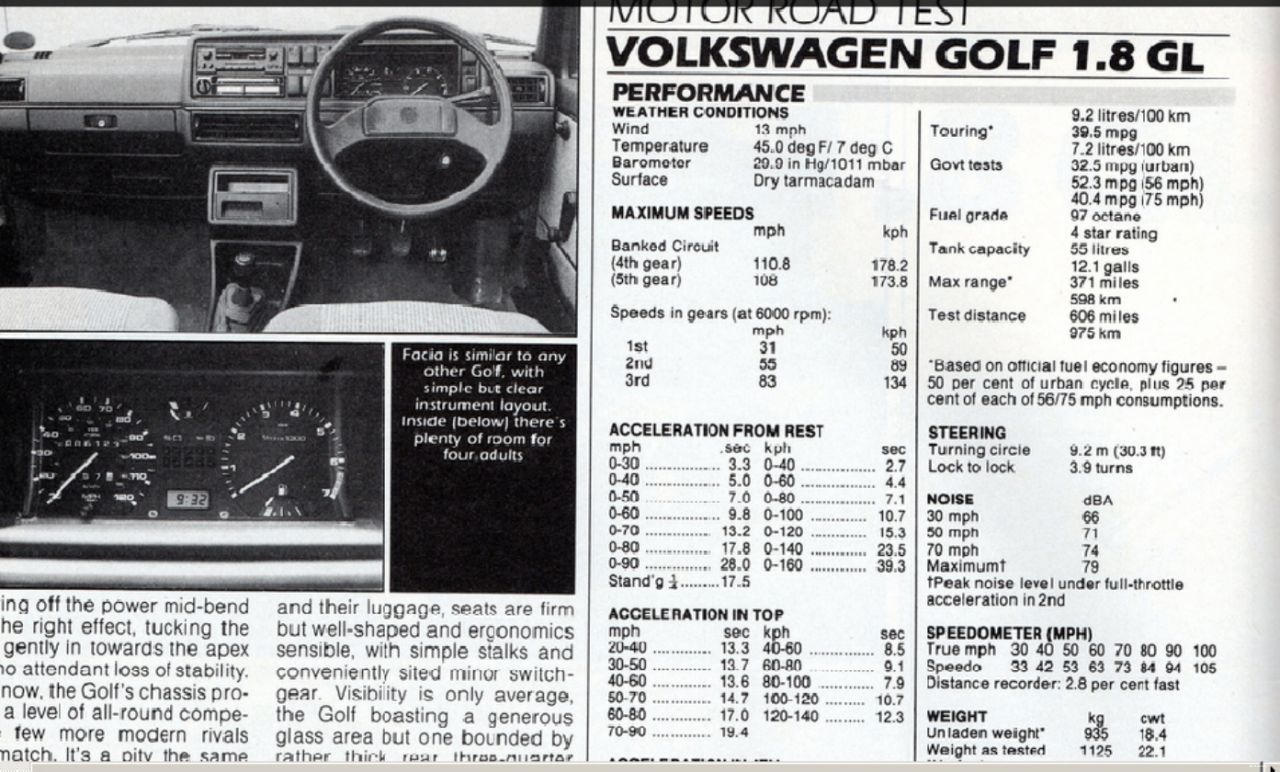 MOTOR ROAD TEST
VOLKSWAGEN GOLF 1.8 GL
PERFORMANCE
WEATHER CONDITIONS
Wind 13 mph
Temperature 45.0 deg F/ 7 deg C
Barometer 29.9 in Hg/1011 mbar
Surface Dry tarmacadam
MAXIMUM SPEEDS
mph kph
Banked Circuit
(4th gear) 110.8 178.2
(5th gear) 108 173.8
Speeds in gears (at 6000 rpm):
mph kph
1st 31 50
2nd 55 89
3rd 83 134
ACCELERATION FROM REST
mph sec kph sec
0-30 3.3 0-40 2.7
0-40 5.0 0-60 4.4
0-50 7.0 0-80 7.1
0-60 9.8 0-100 10.7
0-70 13.2 0-120 15.3
0-80 17.8 0-140 23.5
0-90 28.0 0-160 39.3
Stand'g ¼ 17.5
ACCELERATION IN TOP
mph sec kph sec
20-40 13.3 40-60 8.5
30-50 13.7 60-80 9.1
40-60 13.6 80-100 7.9
50-70 14.7 100-120 10.7
60-80 17.0 120-140 12.3
70-90 19.4
9.2 litres/100 km
Touring* 39.5 mpg
7.2 litres/100 km
Govt tests 32.5 mpg (urban)
52.3 mpg (56 mph)
40.4 mpg (75 mph)
Fuel grade 97 octane
4 star rating
Tank capacity 55 litres
12.1 galls
Max range* 371 miles
598 km
Test distance 606 miles
975 km
*Based on official fuel economy figures –
50 per cent of urban cycle, plus 25 per
cent of each of 56/75 mph consumptions.
STEERING
Turning circle 9.2 m (30.3 ft)
Lock to lock 3.9 turns
NOISE dBA
30 mph 66
50 mph 71
70 mph 74
Maximum† 79
†Peak noise level under full-throttle
acceleration in 2nd
SPEEDOMETER (MPH)
True mph 30 40 50 60 70 80 90 100
Speedo 33 42 53 63 73 84 94 105
Distance recorder: 2.8 per cent fast
WEIGHT kg cwt
Unladen weight* 935 18.4
Weight as tested 1125 22.1
Facia is similar to any
other Golf, with
simple but clear
instrument layout.
Inside (below) there's
plenty of room for
four adults
9:32
ing off the power mid-bend
he right effect, tucking the
gently in towards the apex
no attendant loss of stability.
now, the Golf's chassis pro-
a level of all-round compe-
few more modern rivals
match. It's a pity the same
and their luggage, seats are firm
but well-shaped and ergonomics
sensible, with simple stalks and
conveniently sited minor switch-
gear. Visibility is only average,
the Golf boasting a generous
glass area but one bounded by
rather thick rear three-quarter